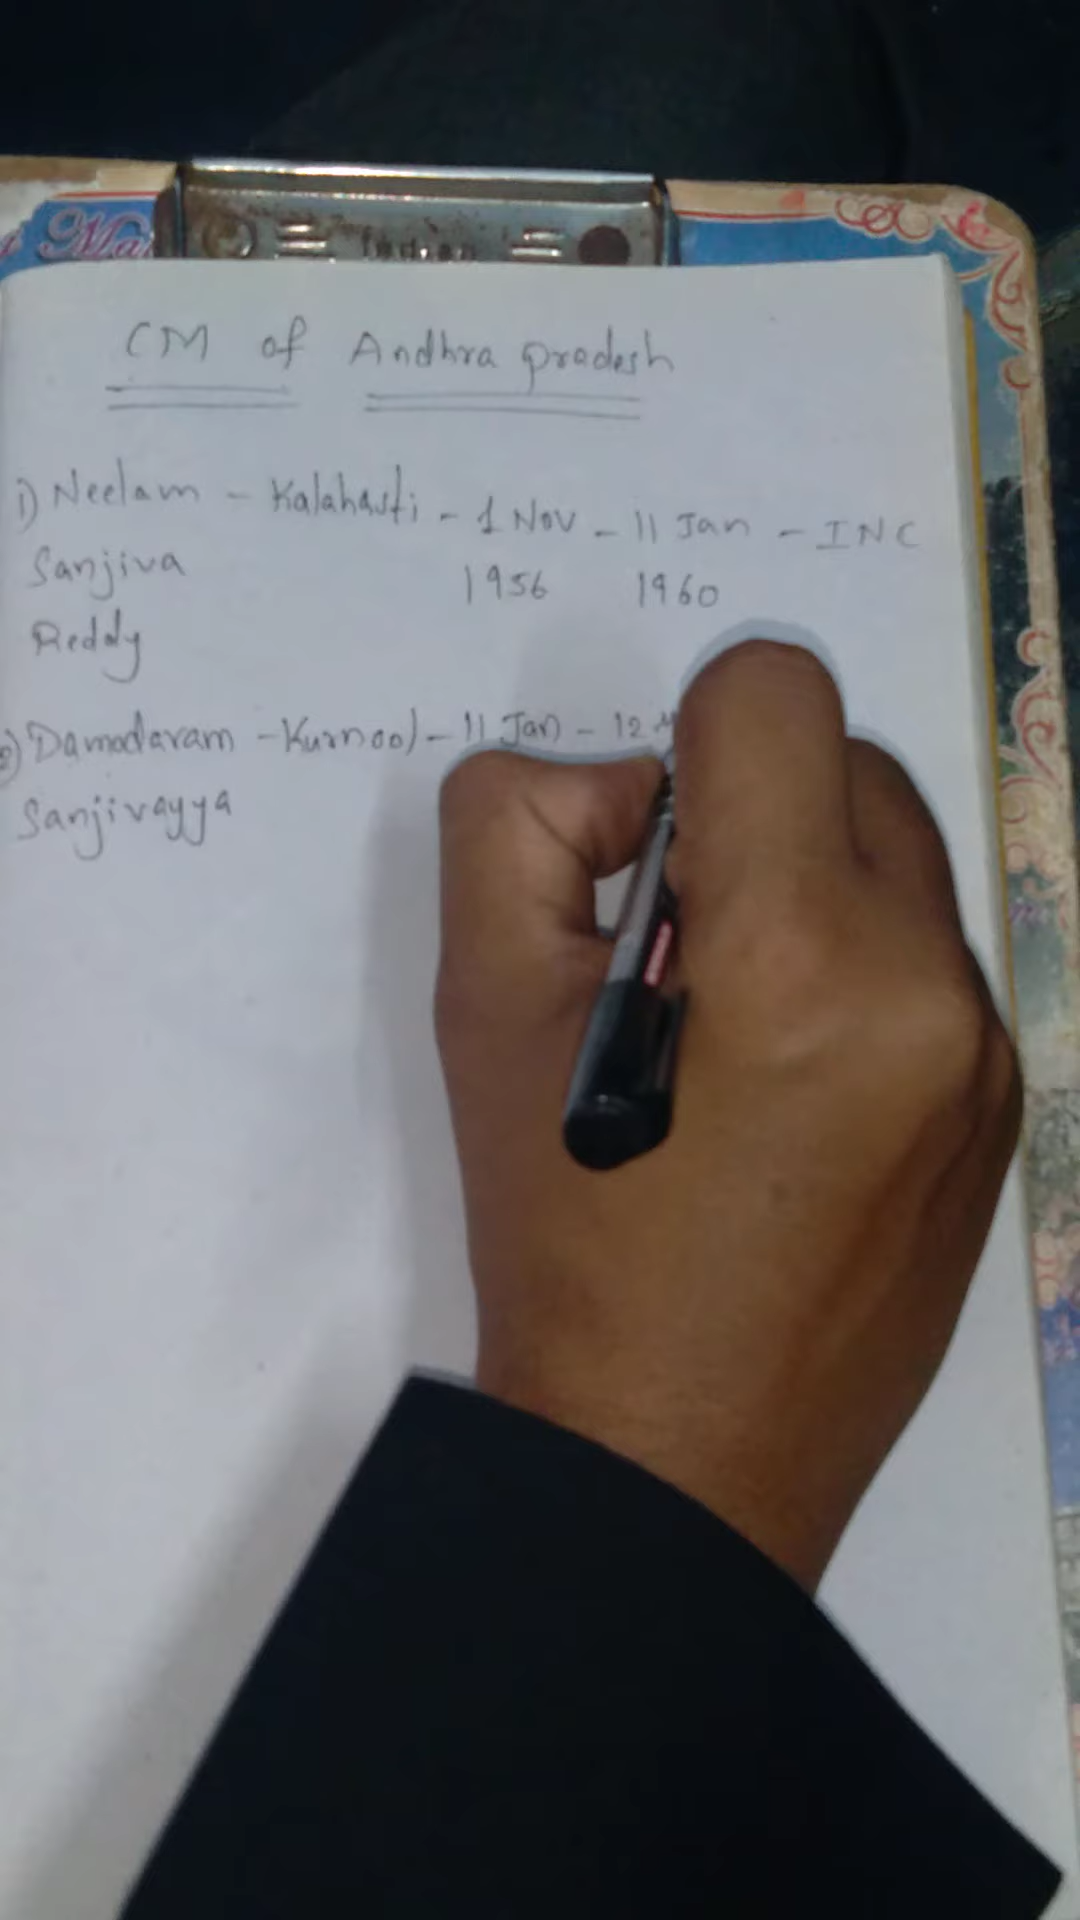 Indian
CM of Andhra pradesh
1) Neelam - Kalahasti - 1 Nov - 11 Jan - INC
Sanjiva 1956 1960
Reddy
2) Damodaram - Kurnool - 11 Jan - 12
Sanjivayya